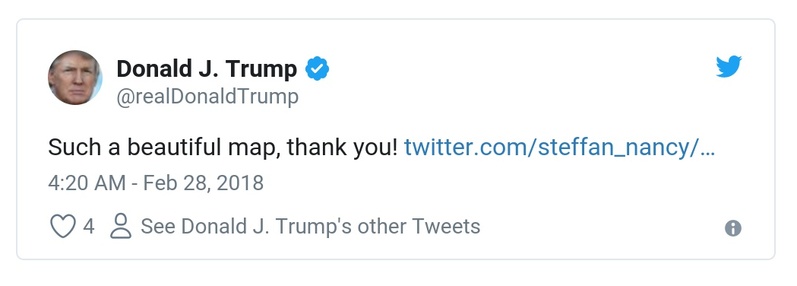 Donald J. Trump
@realDonaldTrump
Such a beautiful map, thank you! twitter.com/steffan_nancy/…
4:20 AM - Feb 28, 2018
4 See Donald J. Trump's other Tweets